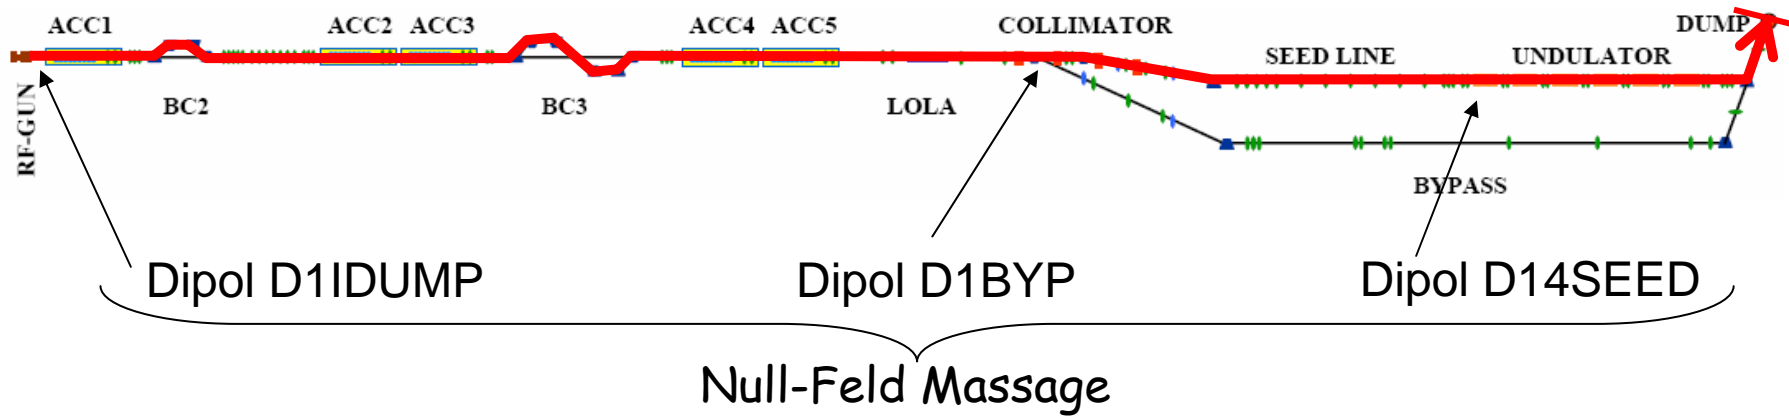 ACC1 ACC2 ACC3 ACC4 ACC5 COLLIMATOR DUMP
SEED LINE UNDULATOR
RF-GUN
BC2 BC3 LOLA
BYPASS
Dipol D1IDUMP Dipol D1BYP Dipol D14SEED
Null-Feld Massage